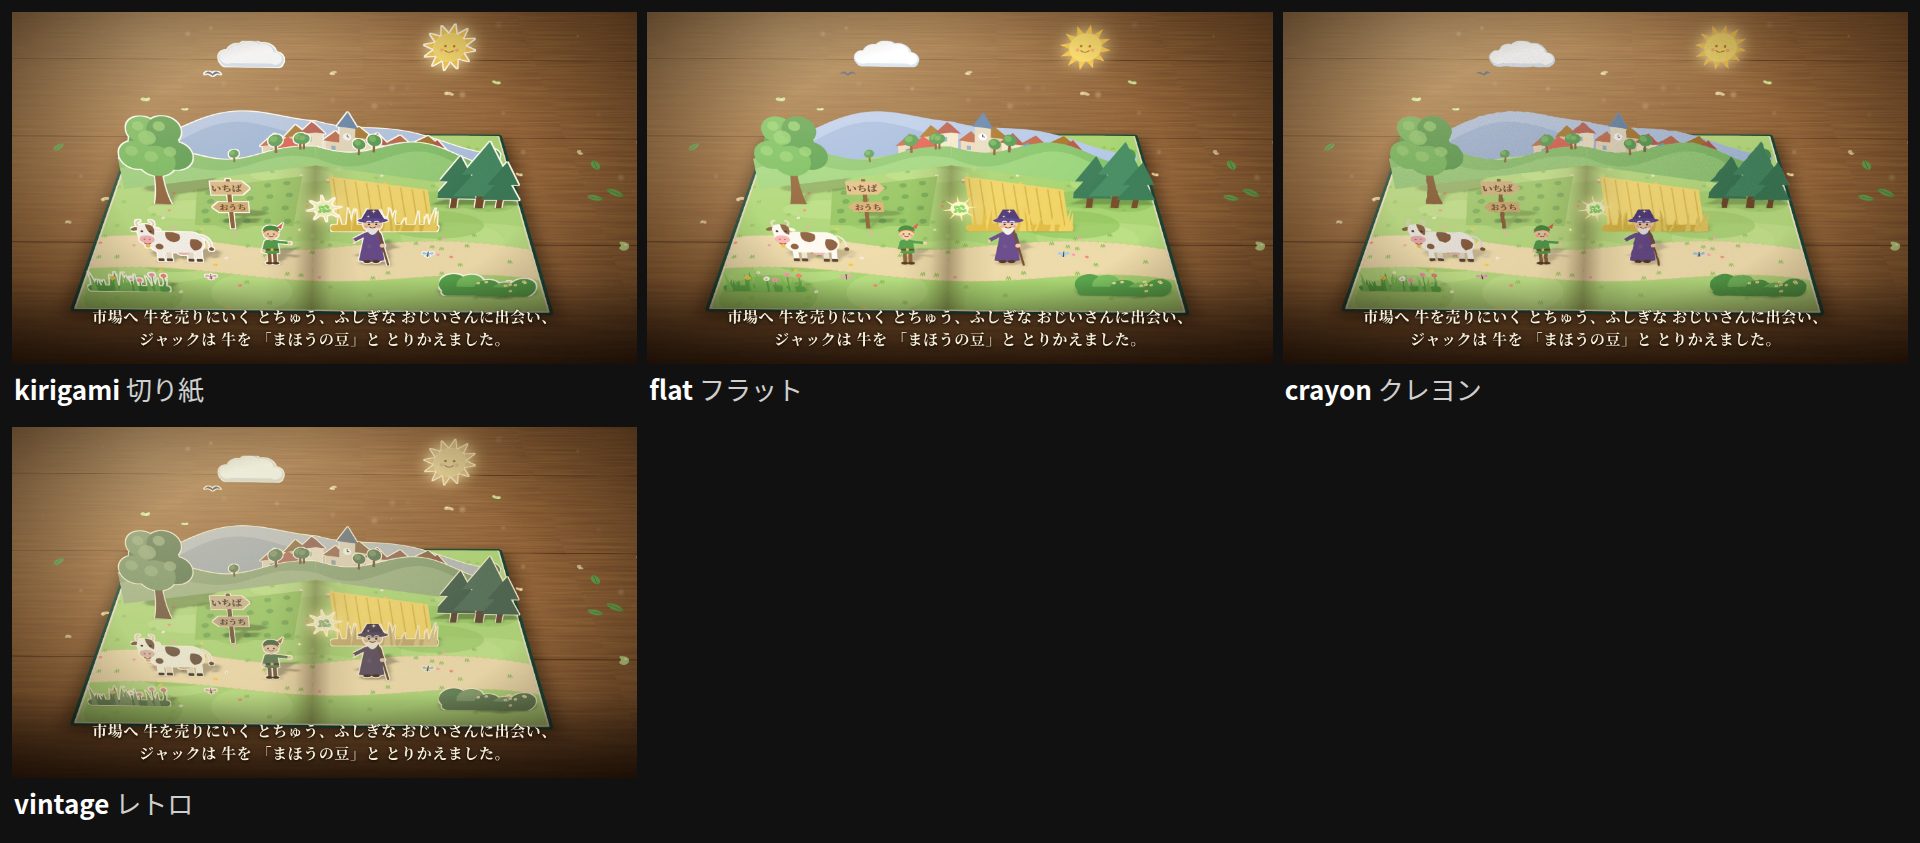 いちば
おうち
市場へ 牛を売りにいく とちゅう、ふしぎな おじいさんに出会い、
ジャックは 牛を 「まほうの豆」と とりかえました。
kirigami 切り紙
いちば
おうち
市場へ 牛を売りにいく とちゅう、ふしぎな おじいさんに出会い、
ジャックは 牛を 「まほうの豆」と とりかえました。
flat フラット
いちば
おうち
市場へ 牛を売りにいく とちゅう、ふしぎな おじいさんに出会い、
ジャックは 牛を 「まほうの豆」と とりかえました。
crayon クレヨン
いちば
おうち
市場へ 牛を売りにいく とちゅう、ふしぎな おじいさんに出会い、
ジャックは 牛を 「まほうの豆」と とりかえました。
vintage レトロ